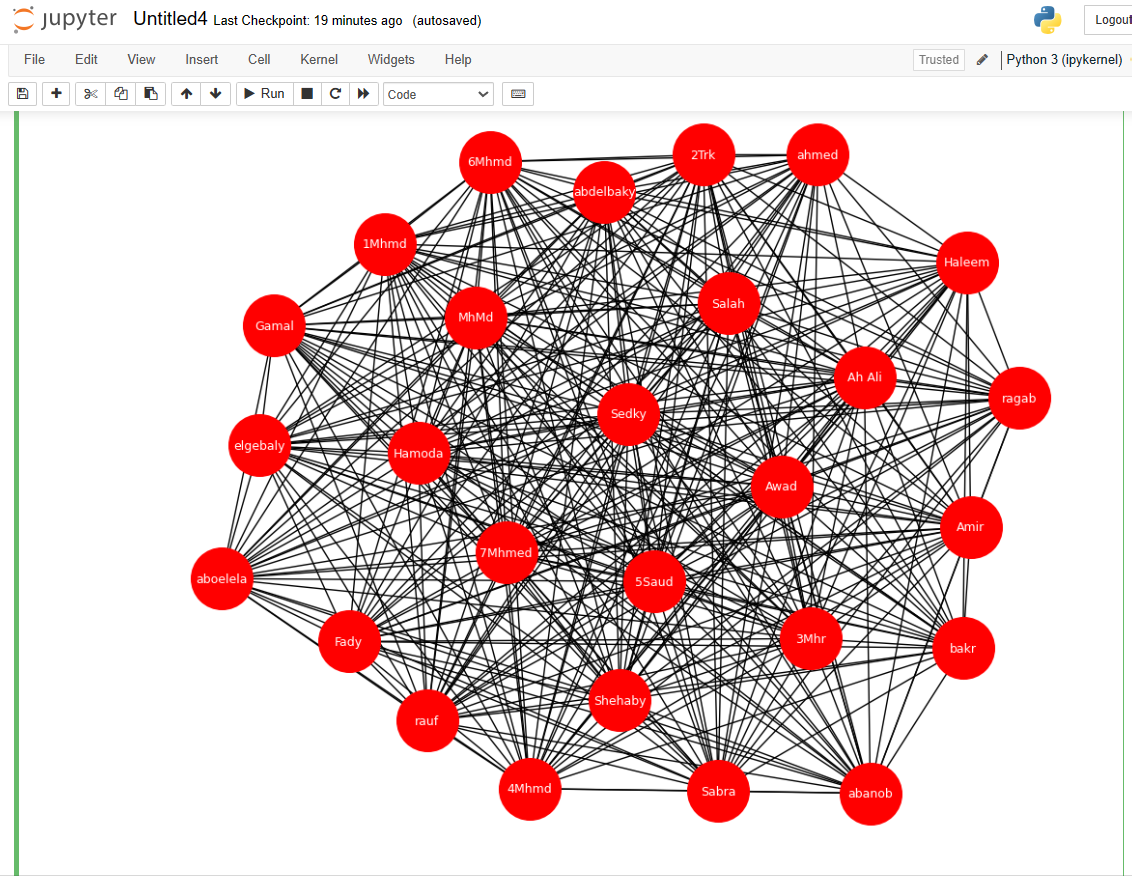 jupyter Untitled4 Last Checkpoint: 19 minutes ago (autosaved) Logout
File Edit View Insert Cell Kernel Widgets Help Trusted Python 3 (ipykernel)
Run Code
6Mhmd
2Trk
ahmed
abdelbaky
1Mhmd
Haleem
Salah
MhMd
Gamal
Ah Ali
ragab
Sedky
elgebaly
Hamoda
Awad
Amir
7Mhmed
5Saud
aboelela
Fady
3Mhr
bakr
Shehaby
rauf
4Mhmd
Sabra
abanob